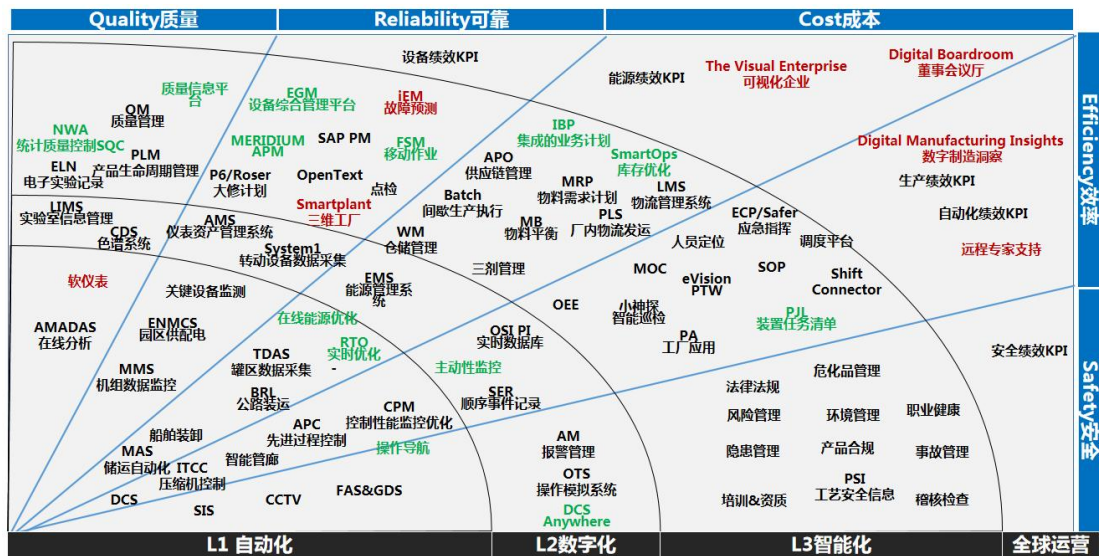 Quality质量
Reliability可靠
Cost成本
Efficiency效率
Safety安全
设备绩效KPI
能源绩效KPI
The Visual Enterprise
可视化企业
Digital Boardroom
董事会议厅
质量信息平
台
QM
质量管理
EGM
设备综合管理平台
iEM
故障预测
NWA
统计质量控制SQC
MERIDIUM
APM
SAP PM
FSM
移动作业
IBP
集成的业务计划
SmartOps
库存优化
Digital Manufacturing Insights
数字制造洞察
ELN
电子实验记录
PLM
产品生命周期管理
P6/Roser
大修计划
OpenText
点检
APO
供应链管理
MRP
物料需求计划
LMS
物流管理系统
生产绩效KPI
LIMS
实验室信息管理
AMS
仪表资产管理系统
Smartplant
三维工厂
Batch
间歇生产执行
MB
物料平衡
PLS
厂内物流发运
ECP/Safer
应急指挥
自动化绩效KPI
CDS
色谱系统
System1
转动设备数据采集
WM
仓储管理
人员定位
调度平台
远程专家支持
软仪表
关键设备监测
EMS
能源管理系
统
三剂管理
MOC
eVision
PTW
SOP
Shift
Connector
AMADAS
在线分析
ENMCS
园区供配电
在线能源优化
OEE
小神探
智能巡检
PJL
装置任务清单
RTO
实时优化
-
OSI PI
实时数据库
PA
工厂应用
安全绩效KPI
MMS
机组数据监控
TDAS
罐区数据采集
主动性监控
危化品管理
BRL
公路装运
SER
顺序事件记录
法律法规
CPM
控制性能监控优化
风险管理
环境管理
职业健康
船舶装卸
APC
先进过程控制
操作导航
AM
报警管理
隐患管理
产品合规
事故管理
MAS
储运自动化
ITCC
压缩机控制
智能管廊
OTS
操作模拟系统
PSI
工艺安全信息
DCS
SIS
CCTV
FAS&GDS
DCS
Anywhere
培训&资质
稽核检查
L1 自动化
L2数字化
L3智能化
全球运营